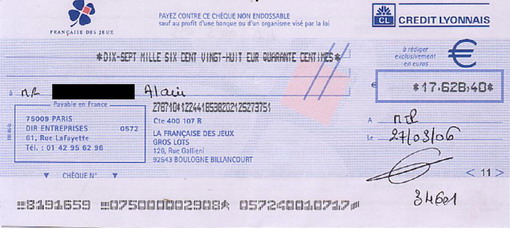 FRANÇAISE DES JEUX
PAYEZ CONTRE CE CHÈQUE NON ENDOSSABLE
sauf au profit d'une banque ou d'un organisme visé par la loi
CL CREDIT LYONNAIS
*DIX-SEPT MILLE SIX CENT VINGT-HUIT EUR QUARANTE CENTIMES*
à rédiger
exclusivement
en euros
€
à Alain
*17.628,40*
Payable en France
75009 PARIS
DIR ENTREPRISES 0572
61, Rue Lafayette
Tél. : 01 42 95 62 96
Cte 400 107 R
LA FRANÇAISE DES JEUX
GROS LOTS
126, Rue Gallieni
92643 BOULOGNE BILLANCOURT
A
Le 27/03/06
CHÈQUE N°
< 11 >
34601
8191659 075000002908 057240010717